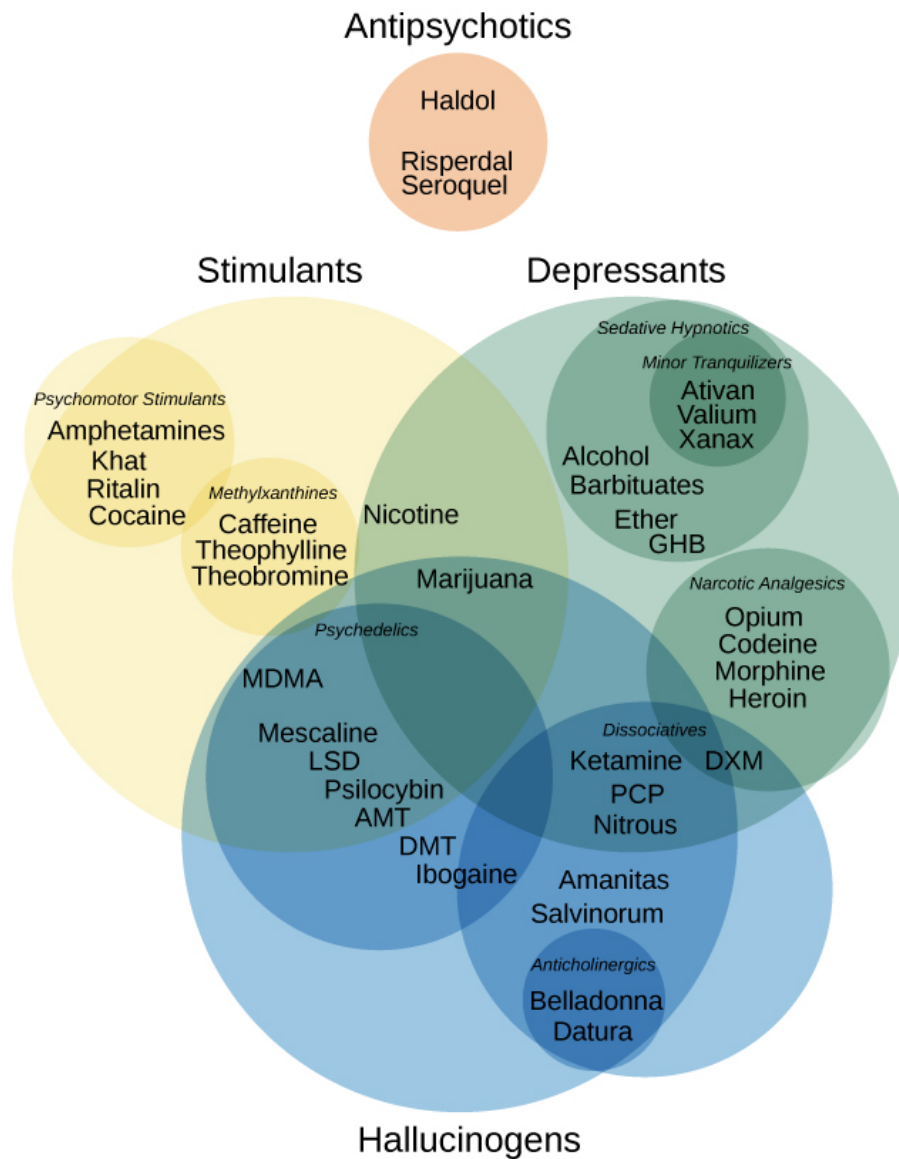 Antipsychotics
Haldol
Risperdal
Seroquel
Stimulants
Depressants
Psychomotor Stimulants
Amphetamines
Khat
Ritalin
Cocaine
Methylxanthines
Caffeine
Theophylline
Theobromine
Nicotine
Marijuana
Sedative Hypnotics
Minor Tranquilizers
Ativan
Valium
Xanax
Alcohol
Barbituates
Ether
GHB
Narcotic Analgesics
Opium
Codeine
Morphine
Heroin
Psychedelics
MDMA
Mescaline
LSD
Psilocybin
AMT
DMT
Ibogaine
Dissociatives
Ketamine
DXM
PCP
Nitrous
Amanitas
Salvinorum
Anticholinergics
Belladonna
Datura
Hallucinogens